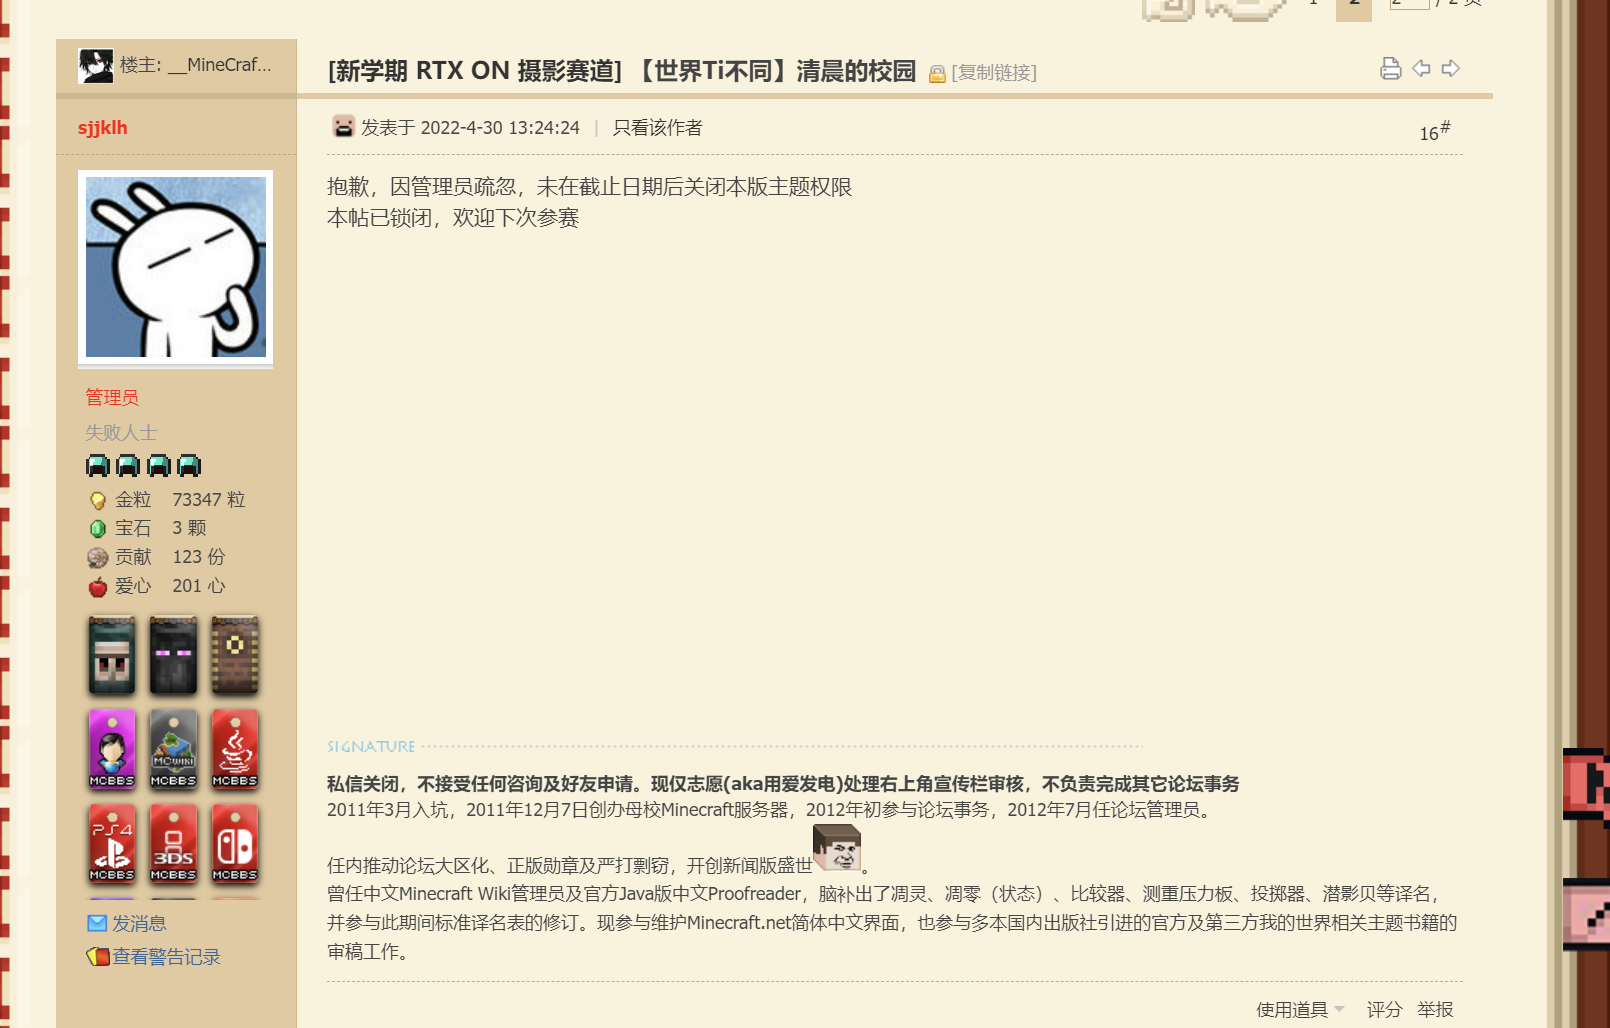 1 2 2 / 2 页
楼主: __MineCraf...
[新学期 RTX ON 摄影赛道] 【世界Ti不同】清晨的校园 [复制链接]
sjjklh
发表于 2022-4-30 13:24:24 | 只看该作者
16#
抱歉，因管理员疏忽，未在截止日期后关闭本版主题权限
本帖已锁闭，欢迎下次参赛
管理员
失败人士
金粒 73347 粒
宝石 3 颗
贡献 123 份
爱心 201 心
MCBBS MCWIKI MCBBS MCBBS
PS4 MCBBS 3DS MCBBS MCBBS
发消息
查看警告记录
SIGNATURE
私信关闭，不接受任何咨询及好友申请。现仅志愿(aka用爱发电)处理右上角宣传栏审核，不负责完成其它论坛事务
2011年3月入坑，2011年12月7日创办母校Minecraft服务器，2012年初参与论坛事务，2012年7月任论坛管理员。
任内推动论坛大区化、正版勋章及严打剽窃，开创新闻版盛世。
曾任中文Minecraft Wiki管理员及官方Java版中文Proofreader，脑补出了凋灵、凋零（状态）、比较器、测重压力板、投掷器、潜影贝等译名，
并参与此期间标准译名表的修订。现参与维护Minecraft.net简体中文界面，也参与多本国内出版社引进的官方及第三方我的世界相关主题书籍的
审稿工作。
使用道具 评分 举报